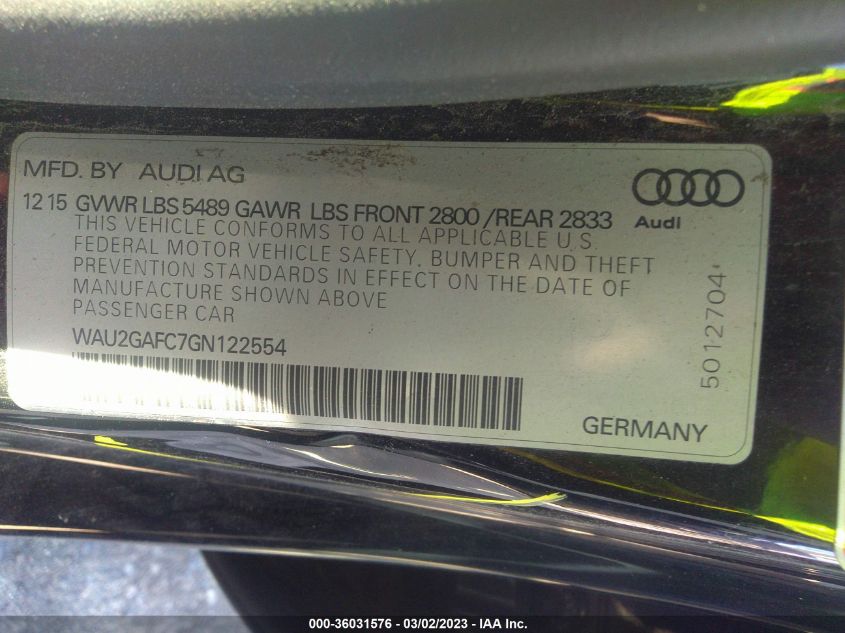 MFD. BY AUDI AG
Audi
12 15 GVWR LBS 5489 GAWR LBS FRONT 2800 /REAR 2833
THIS VEHICLE CONFORMS TO ALL APPLICABLE U.S.
FEDERAL MOTOR VEHICLE SAFETY, BUMPER AND THEFT
PREVENTION STANDARDS IN EFFECT ON THE DATE OF
MANUFACTURE SHOWN ABOVE
PASSENGER CAR
WAU2GAFC7GN122554
5012704
GERMANY
000-36031576 — 03/02/2023 — IAA Inc.